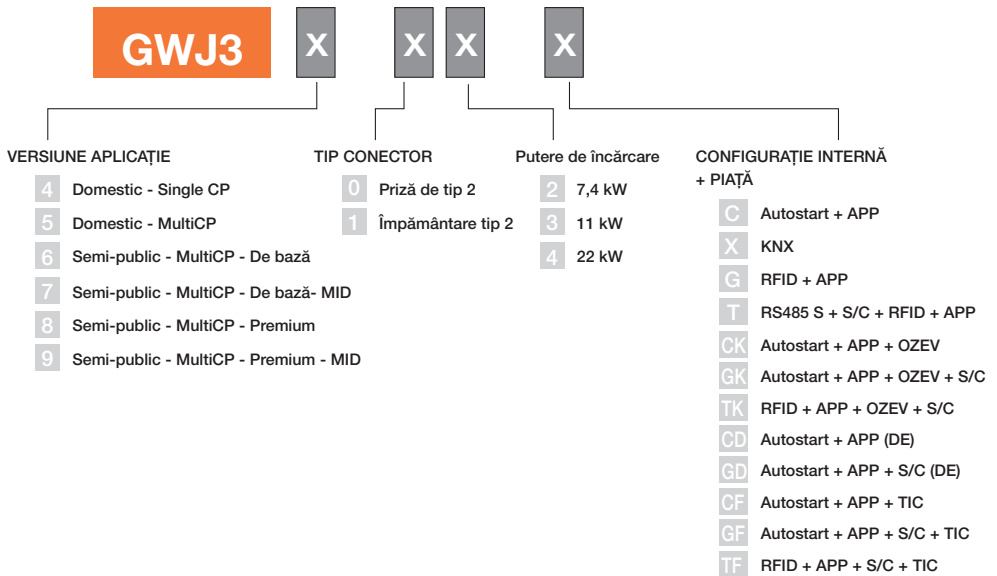 GWJ3 X X X X
VERSIUNE APLICAȚIE
4 Domestic - Single CP
5 Domestic - MultiCP
6 Semi-public - MultiCP - De bază
7 Semi-public - MultiCP - De bază- MID
8 Semi-public - MultiCP - Premium
9 Semi-public - MultiCP - Premium - MID
TIP CONECTOR
0 Priză de tip 2
1 Împământare tip 2
Putere de încărcare
2 7,4 kW
3 11 kW
4 22 kW
CONFIGURAȚIE INTERNĂ
+ PIAȚĂ
C Autostart + APP
X KNX
G RFID + APP
T RS485 S + S/C + RFID + APP
CK Autostart + APP + OZEV
GK Autostart + APP + OZEV + S/C
TK RFID + APP + OZEV + S/C
CD Autostart + APP (DE)
GD Autostart + APP + S/C (DE)
CF Autostart + APP + TIC
GF Autostart + APP + S/C + TIC
TF RFID + APP + S/C + TIC